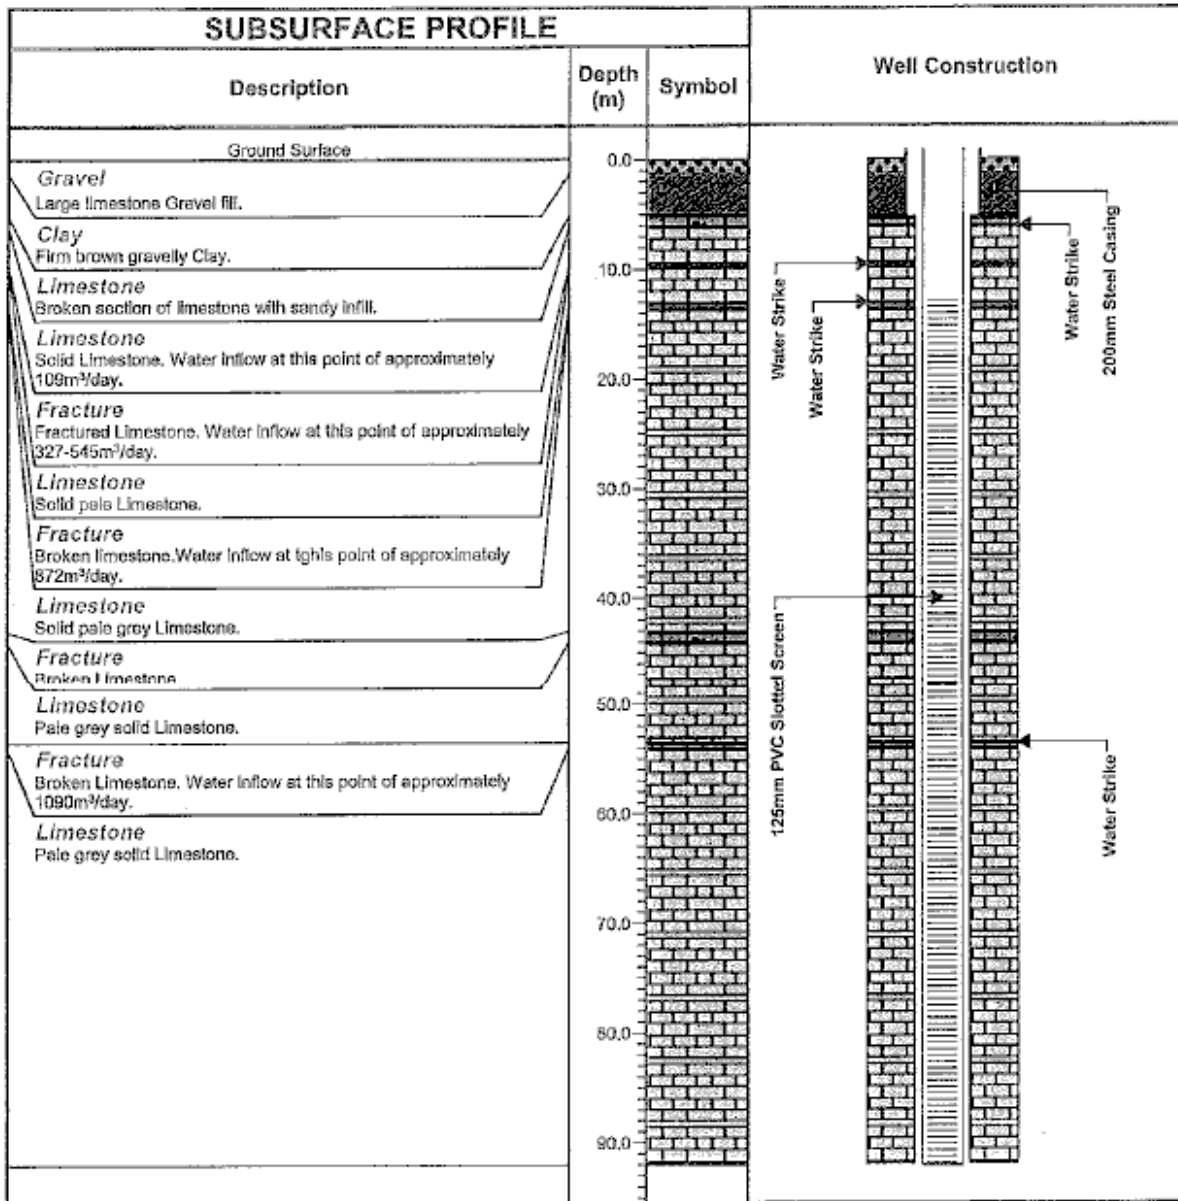 SUBSURFACE PROFILE
Description
Depth
(m)
Symbol
Well Construction
Ground Surface
Gravel
Large limestone Gravel fill.
Clay
Firm brown gravelly Clay.
Limestone
Broken section of limestone with sandy infill.
Limestone
Solid Limestone. Water inflow at this point of approximately
109m³/day.
Fracture
Fractured Limestone. Water inflow at this point of approximately
327-545m³/day.
Limestone
Solid pale Limestone.
Fracture
Broken limestone.Water inflow at tghis point of approximately
872m³/day.
Limestone
Solid pale grey Limestone.
Fracture
Broken Limestone
Limestone
Pale grey solid Limestone.
Fracture
Broken Limestone. Water inflow at this point of approximately
1090m³/day.
Limestone
Pale grey solid Limestone.
0.0
10.0
20.0
30.0
40.0
50.0
60.0
70.0
80.0
90.0
Water Strike
Water Strike
125mm PVC Slottel Screen
Water Strike
200mm Steel Casing
Water Strike